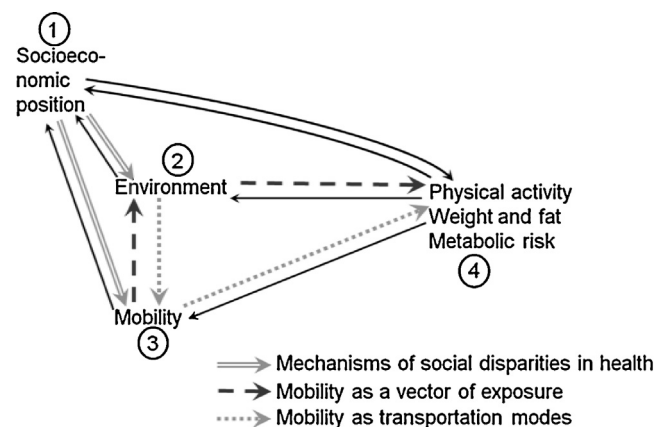 1
Socioeco-
nomic
position
2
Environment
Physical activity
Weight and fat
Metabolic risk
4
Mobility
3
Mechanisms of social disparities in health
Mobility as a vector of exposure
Mobility as transportation modes